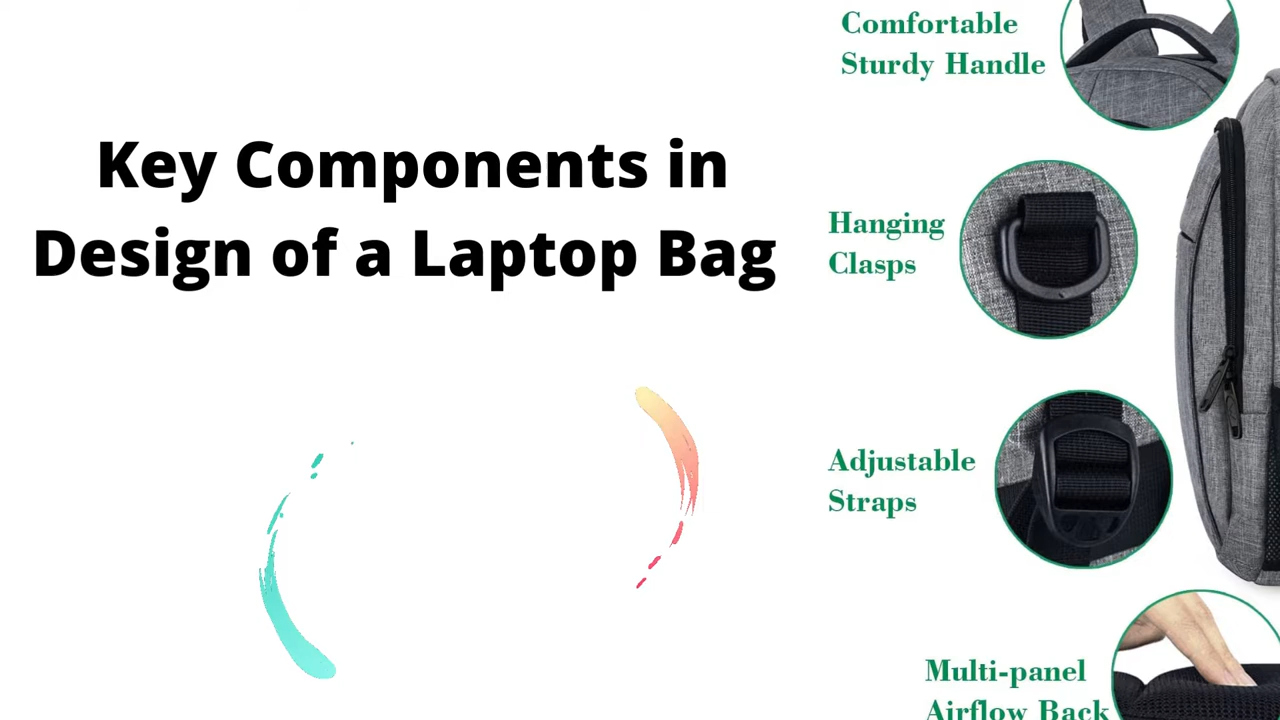 Key Components in
Design of a Laptop Bag
Comfortable
Sturdy Handle
Hanging
Clasps
Adjustable
Straps
Multi-panel
Airflow Back